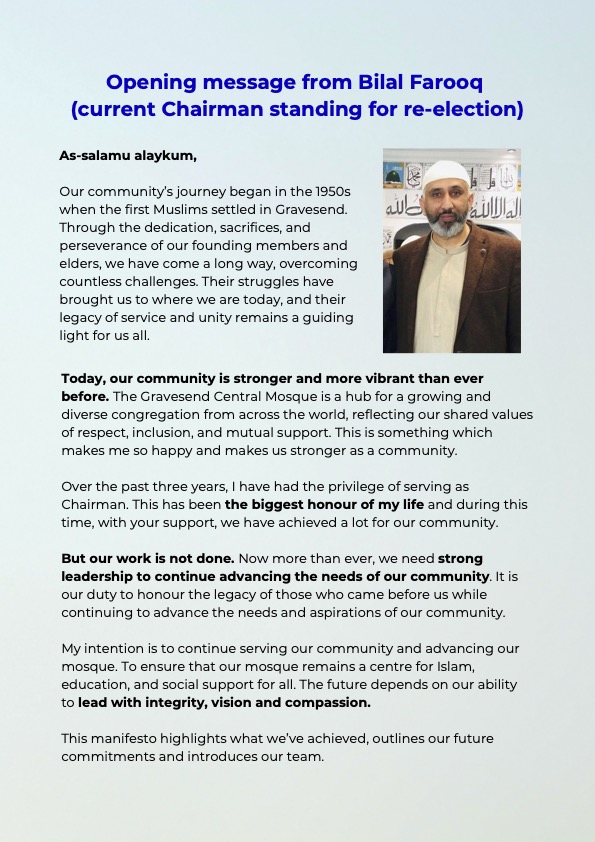 Opening message from Bilal Farooq
(current Chairman standing for re-election)
As-salamu alaykum,
Our community’s journey began in the 1950s
when the first Muslims settled in Gravesend.
Through the dedication, sacrifices, and
perseverance of our founding members and
elders, we have come a long way, overcoming
countless challenges. Their struggles have
brought us to where we are today, and their
legacy of service and unity remains a guiding
light for us all.
Today, our community is stronger and more vibrant than ever
before. The Gravesend Central Mosque is a hub for a growing and
diverse congregation from across the world, reflecting our shared values
of respect, inclusion, and mutual support. This is something which
makes me so happy and makes us stronger as a community.
Over the past three years, I have had the privilege of serving as
Chairman. This has been the biggest honour of my life and during this
time, with your support, we have achieved a lot for our community.
But our work is not done. Now more than ever, we need strong
leadership to continue advancing the needs of our community. It is
our duty to honour the legacy of those who came before us while
continuing to advance the needs and aspirations of our community.
My intention is to continue serving our community and advancing our
mosque. To ensure that our mosque remains a centre for Islam,
education, and social support for all. The future depends on our ability
to lead with integrity, vision and compassion.
This manifesto highlights what we’ve achieved, outlines our future
commitments and introduces our team.